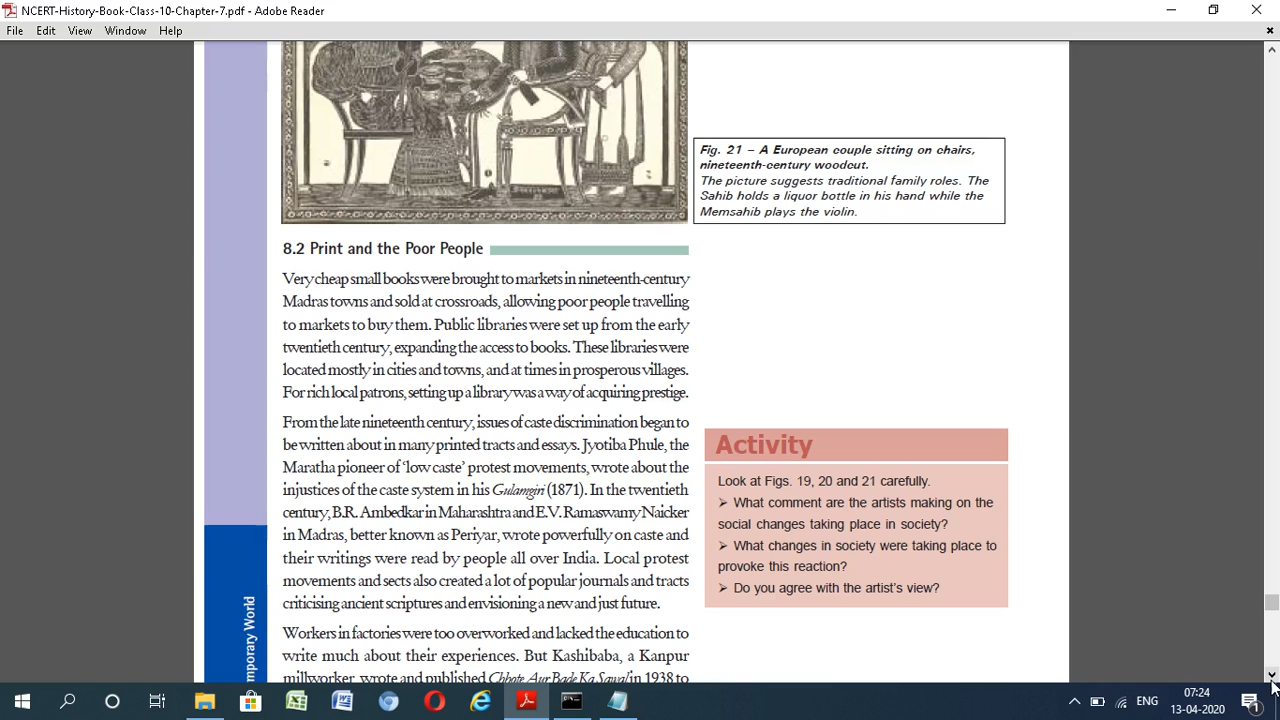 NCERT-History-Book-Class-10-Chapter-7.pdf - Adobe Reader
File Edit View Window Help
Fig. 21 – A European couple sitting on chairs,
nineteenth-century woodcut.
The picture suggests traditional family roles. The
Sahib holds a liquor bottle in his hand while the
Memsahib plays the violin.
8.2 Print and the Poor People
Very cheap small books were brought to markets in nineteenth-century
Madras towns and sold at crossroads, allowing poor people travelling
to markets to buy them. Public libraries were set up from the early
twentieth century, expanding the access to books. These libraries were
located mostly in cities and towns, and at times in prosperous villages.
For rich local patrons, setting up a library was a way of acquiring prestige.
From the late nineteenth century, issues of caste discrimination began to
be written about in many printed tracts and essays. Jyotiba Phule, the
Maratha pioneer of ‘low caste’ protest movements, wrote about the
injustices of the caste system in his Gulamgiri (1871). In the twentieth
century, B.R. Ambedkar in Maharashtra and E.V. Ramaswamy Naicker
in Madras, better known as Periyar, wrote powerfully on caste and
their writings were read by people all over India. Local protest
movements and sects also created a lot of popular journals and tracts
criticising ancient scriptures and envisioning a new and just future.
Workers in factories were too overworked and lacked the education to
write much about their experiences. But Kashibaba, a Kanpur
millworker, wrote and published Chhote Aur Bade Ka Sawal in 1938 to
Activity
Look at Figs. 19, 20 and 21 carefully.
➢ What comment are the artists making on the
social changes taking place in society?
➢ What changes in society were taking place to
provoke this reaction?
➢ Do you agree with the artist’s view?
mporary World
ENG
07:24
13-04-2020
1